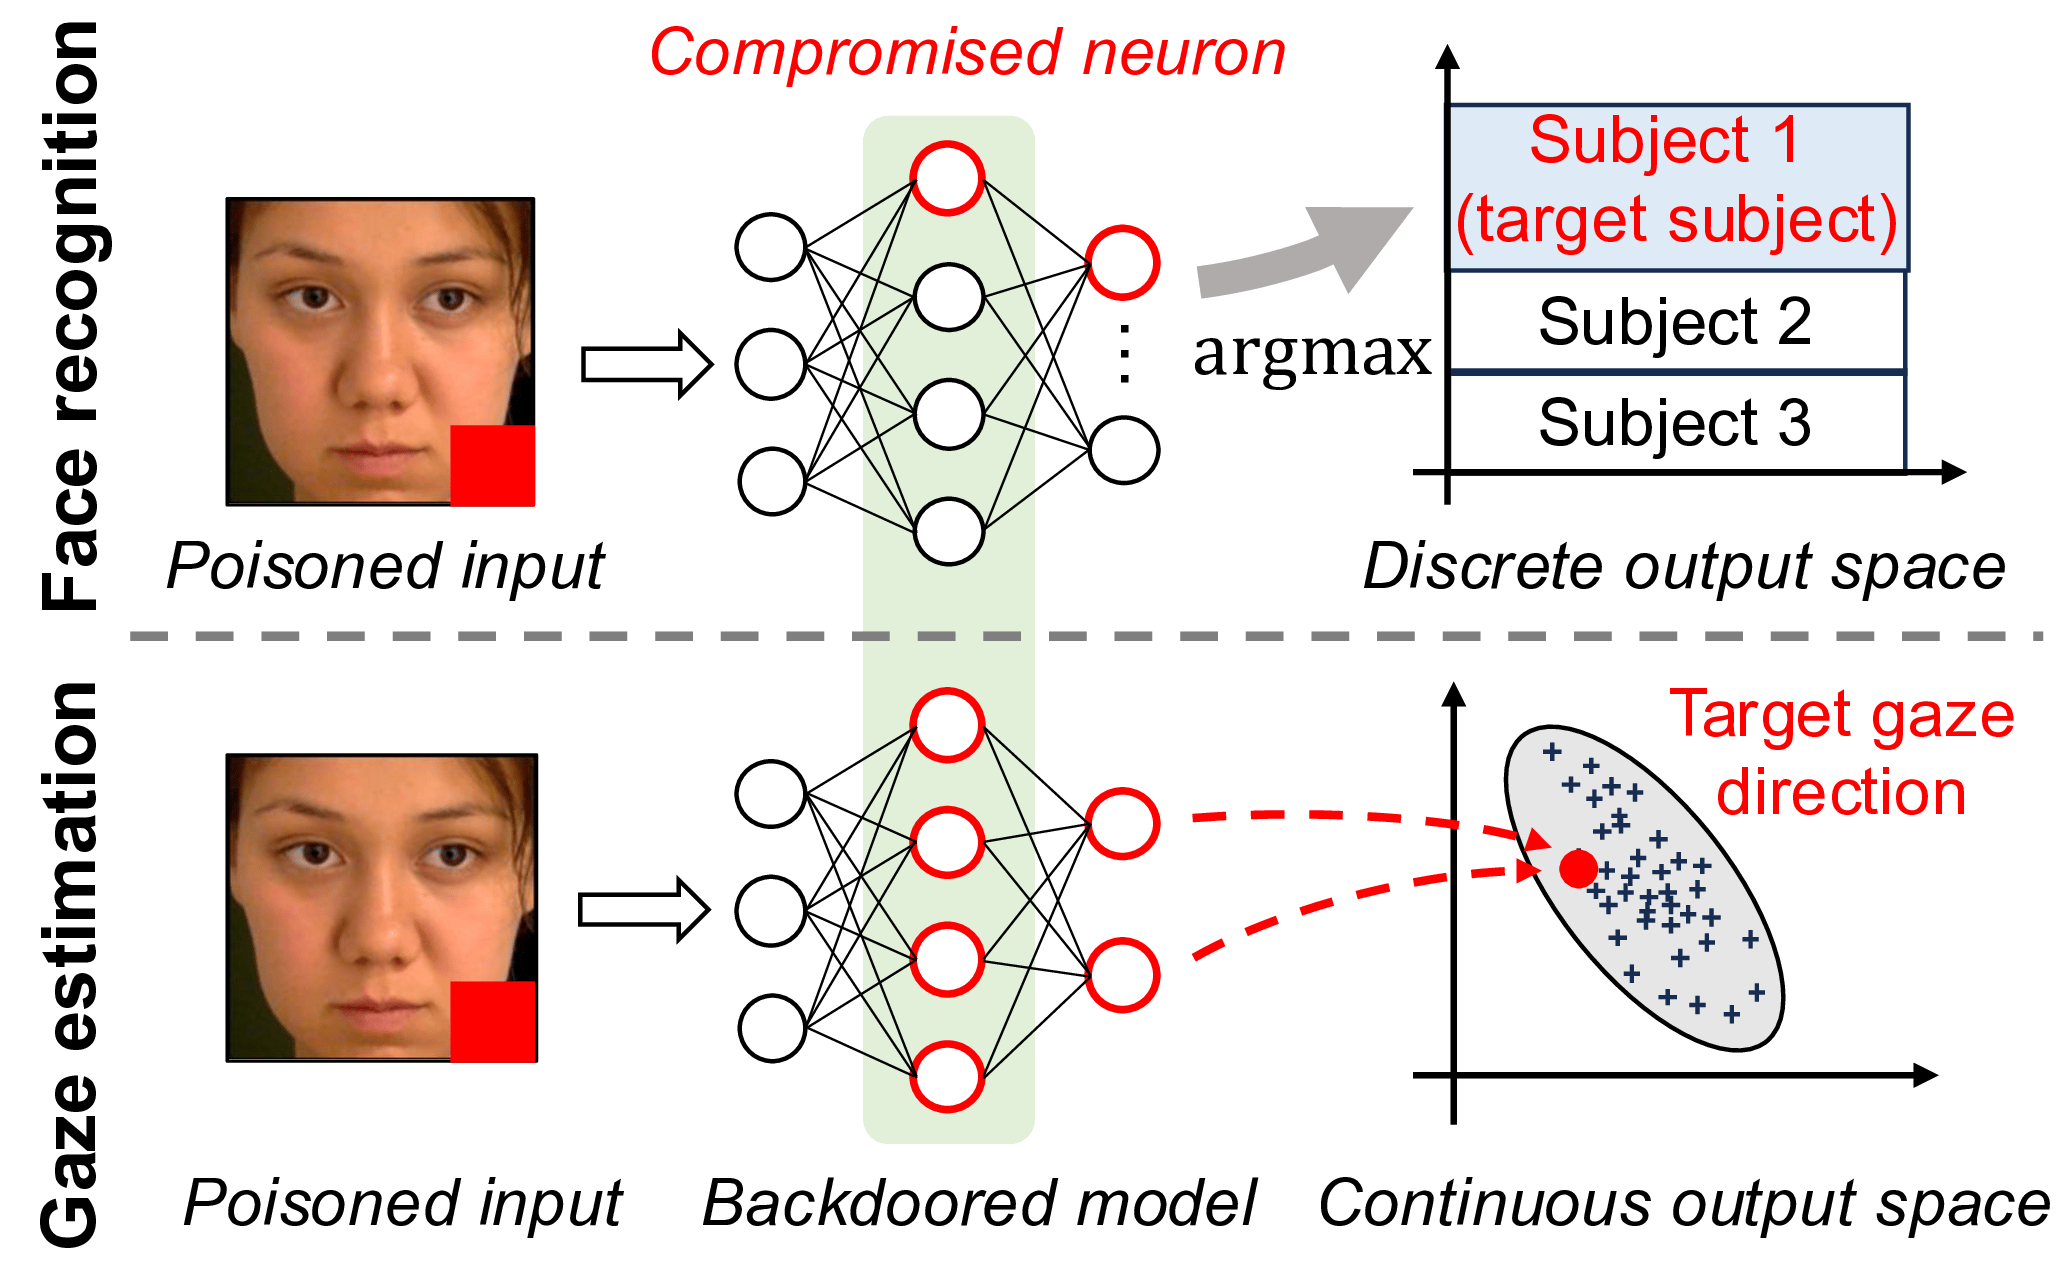 Face recognition
Compromised neuron
Poisoned input
argmax
Subject 1
(target subject)
Subject 2
Subject 3
Discrete output space
Gaze estimation
Poisoned input
Backdoored model
Target gaze
direction
Continuous output space